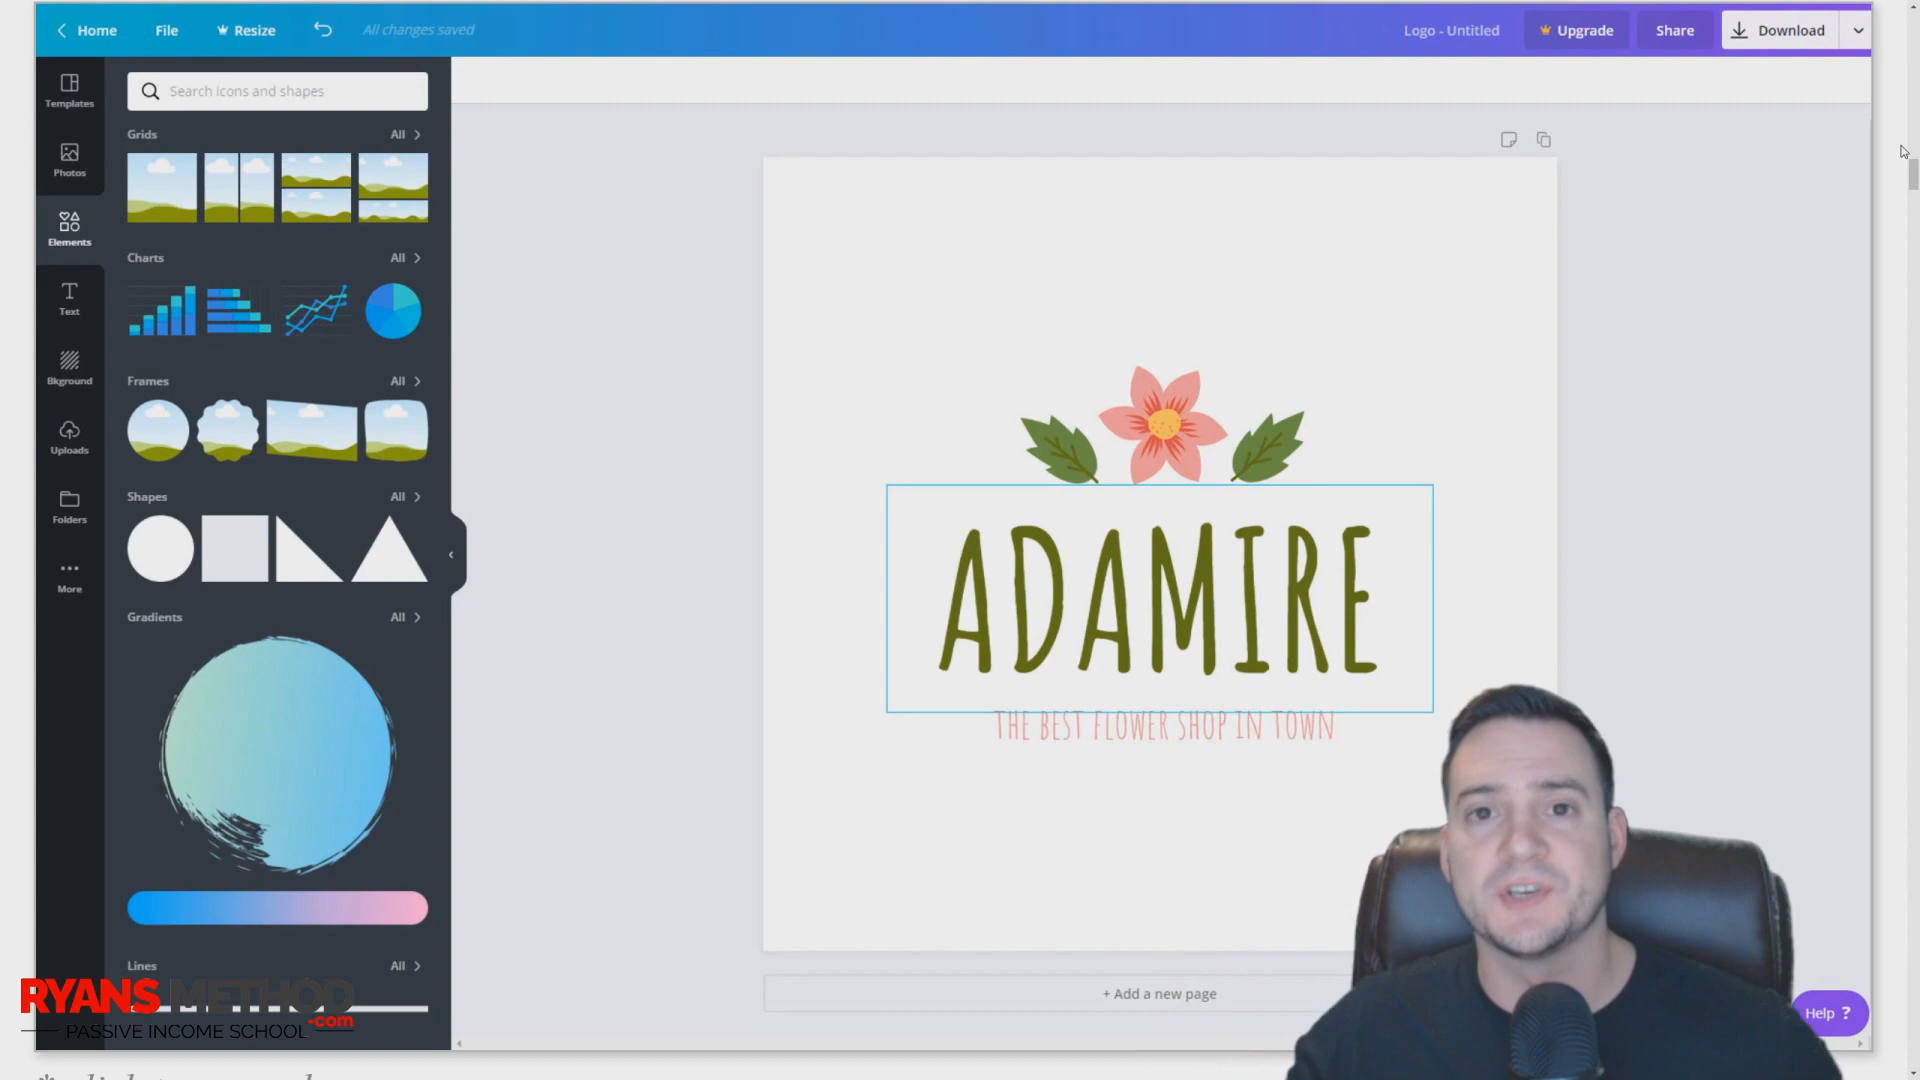 Home
File
Resize
All changes saved
Logo - Untitled
Upgrade
Share
Download
Templates
Photos
Elements
Text
Bkground
Uploads
Folders
More
Search icons and shapes
Grids
All
Charts
All
Frames
All
Shapes
All
Gradients
All
Lines
All
ADAMIRE
THE BEST FLOWER SHOP IN TOWN
+ Add a new page
Help ?
RYANS METHOD
.com
PASSIVE INCOME SCHOOL